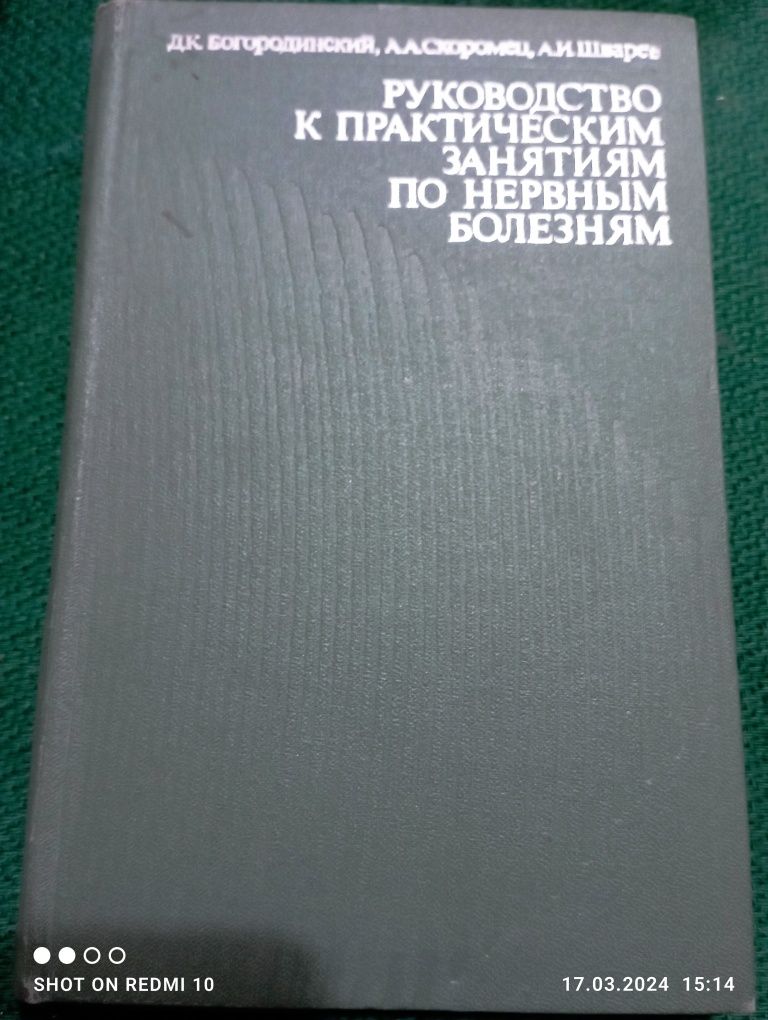 Д.К. Богородинский, А.А.Скоромец, А.И. Шварев
РУКОВОДСТВО
К ПРАКТИЧЕСКИМ
ЗАНЯТИЯМ
ПО НЕРВНЫМ
БОЛЕЗНЯМ
SHOT ON REDMI 10
17.03.2024 15:14